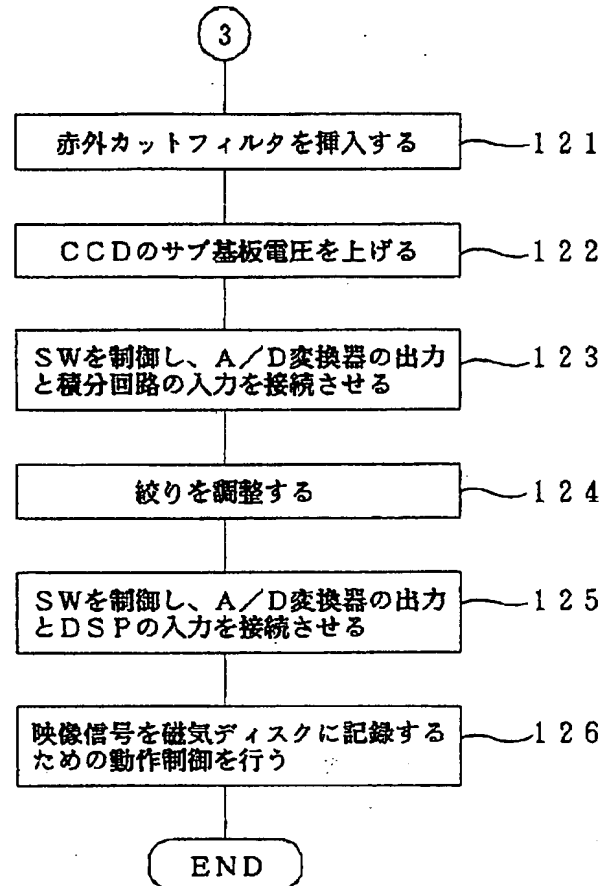 3
赤外カットフィルタを挿入する
121
CCDのサブ基板電圧を上げる
122
SWを制御し、A／D変換器の出力
と積分回路の入力を接続させる
123
絞りを調整する
124
SWを制御し、A／D変換器の出力
とDSPの入力を接続させる
125
映像信号を磁気ディスクに記録する
ための動作制御を行う
126
END